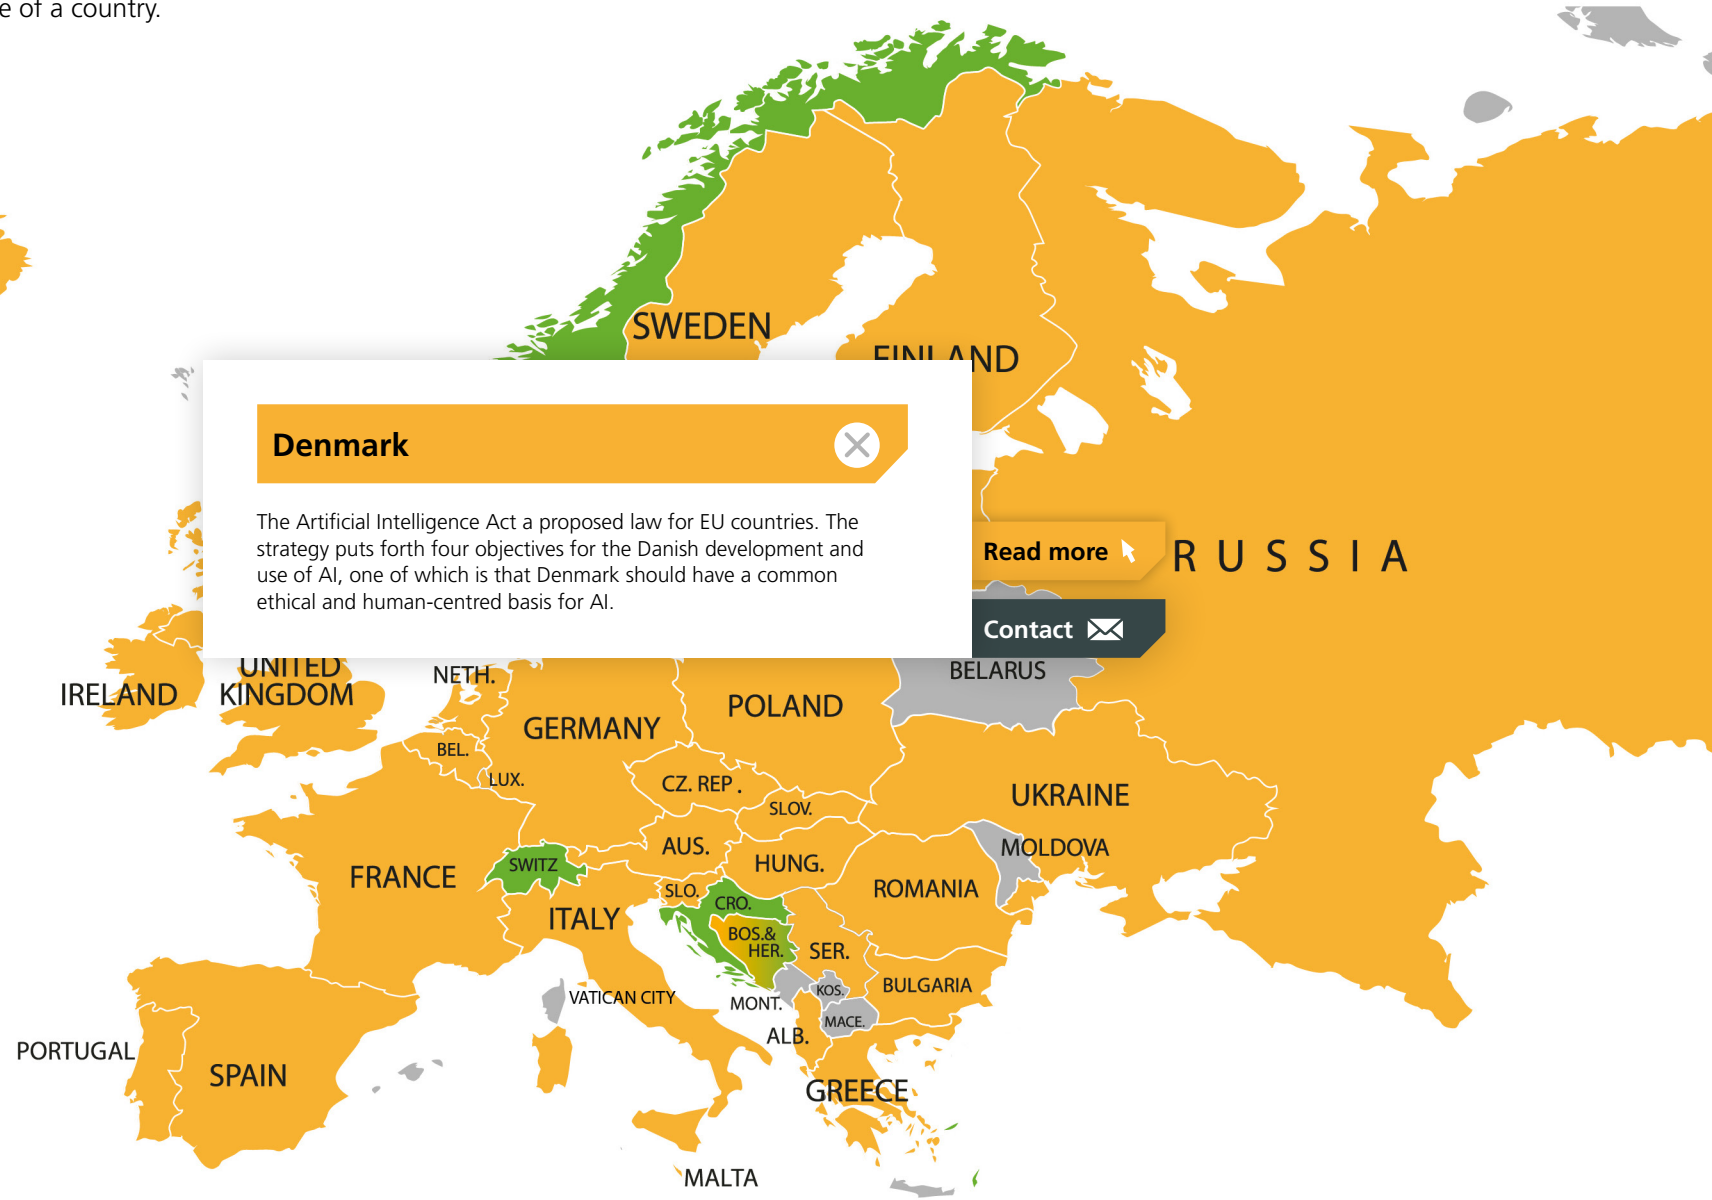 e of a country.
SWEDEN
FINLAND
Denmark
The Artificial Intelligence Act a proposed law for EU countries. The
strategy puts forth four objectives for the Danish development and
use of AI, one of which is that Denmark should have a common
ethical and human-centred basis for AI.
Read more
RUSSIA
Contact
UNITED
KINGDOM
IRELAND
NETH.
BELARUS
POLAND
GERMANY
BEL.
LUX.
CZ. REP.
SLOV.
UKRAINE
AUS.
HUNG.
MOLDOVA
SWITZ
FRANCE
ROMANIA
SLO.
CRO.
ITALY
BOS.&
HER.
SER.
BULGARIA
KOS.
VATICAN CITY
MONT.
MACE.
ALB.
PORTUGAL
SPAIN
GREECE
MALTA